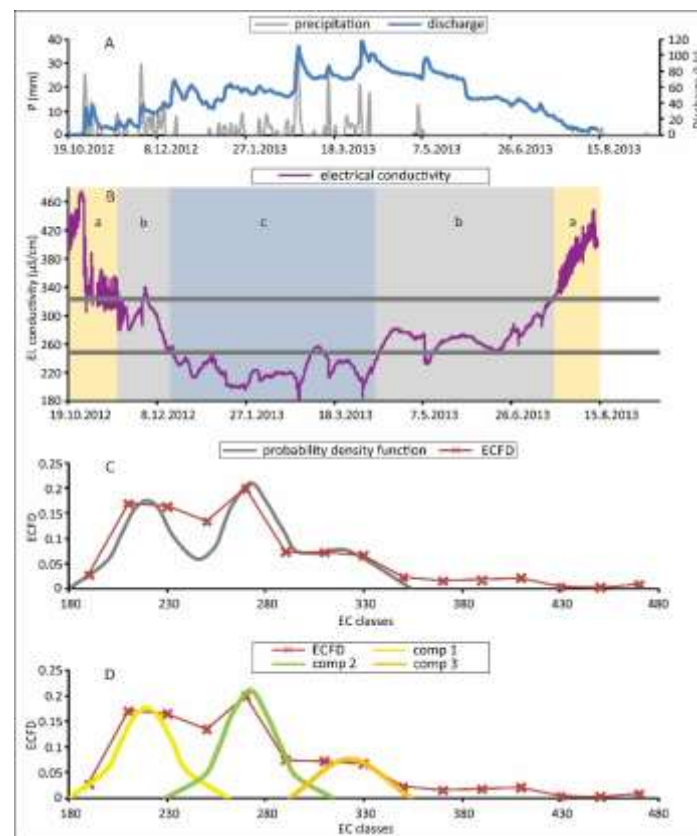 precipitation discharge
A
P (mm)
40
30
20
10
0
120
100
80
60
40
20
0
19.10.2012 8.12.2012 27.1.2013 18.3.2013 7.5.2013 26.6.2013 15.8.2013
electrical conductivity
B
a b c b a
El. conductivity (µS/cm)
460
420
380
340
300
260
220
180
19.10.2012 8.12.2012 27.1.2013 18.3.2013 7.5.2013 26.6.2013 15.8.2013
probability density function ECFD
C
ECFD
0.25
0.2
0.15
0.1
0.05
0
180 230 280 330 380 430 480
EC classes
ECFD comp 1
comp 2 comp 3
D
ECFD
0.25
0.2
0.15
0.1
0.05
0
180 230 280 330 380 430 480
EC classes